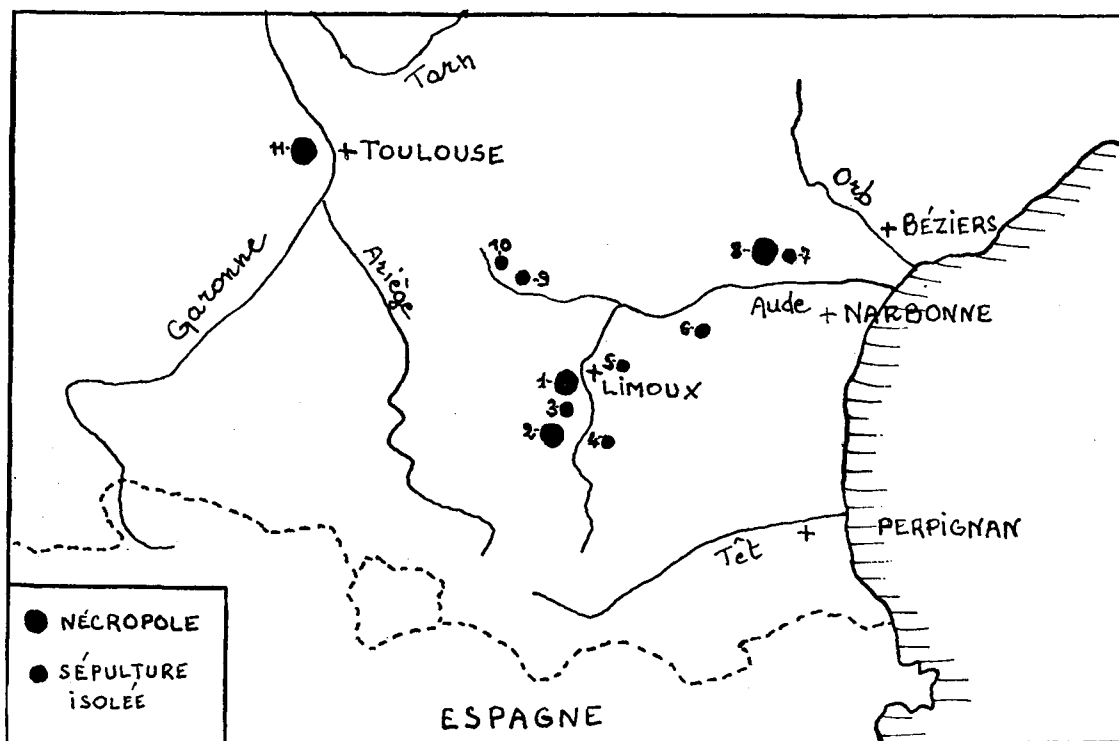 Tarn
11
+ TOULOUSE
Orb
+ BÉZIERS
Garonne
Ariège
10
9
8
7
Aude
+ NARBONNE
6
5
+
LIMOUX
1
3
2
4
Têt
+
PERPIGNAN
NÉCROPOLE
SÉPULTURE
ISOLÉÉ
ESPAGNE